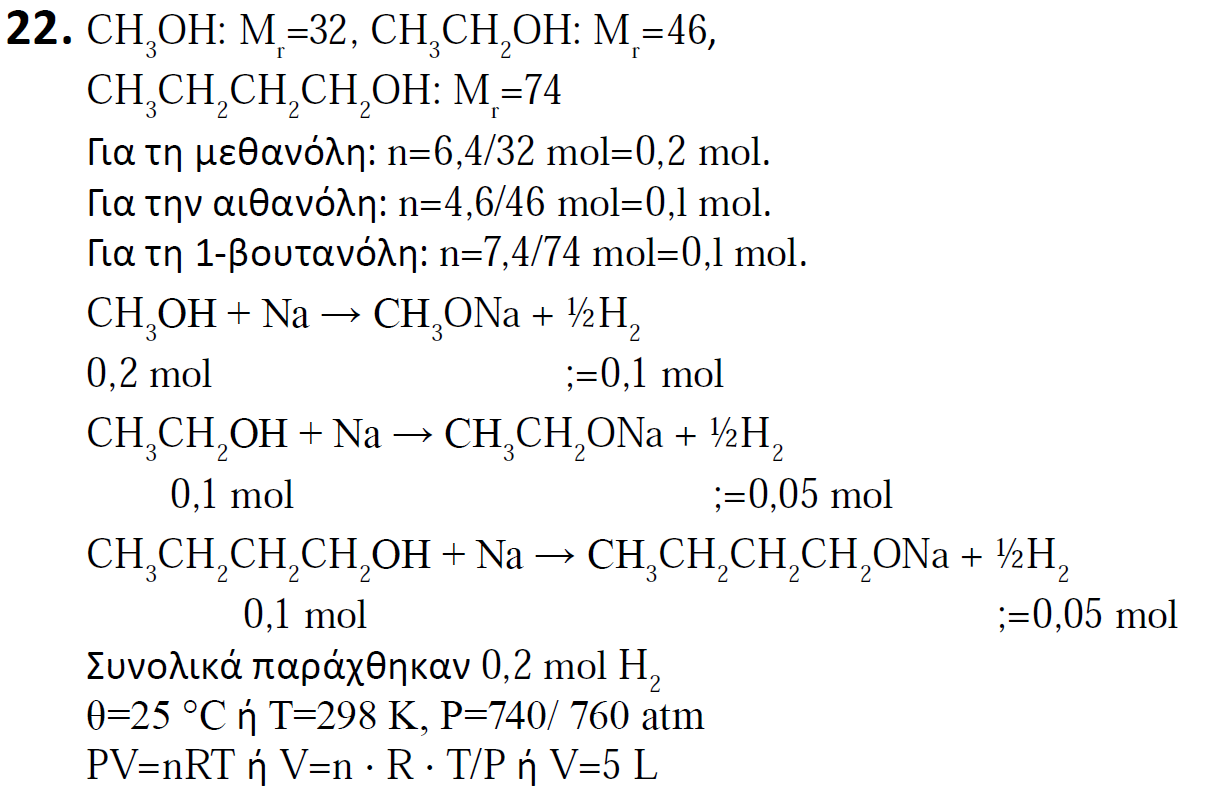 22. CH₃OH: Mᵣ=32, CH₃CH₂OH: Mᵣ=46,
CH₃CH₂CH₂CH₂OH: Mᵣ=74
Για τη μεθανόλη: n=6,4/32 mol=0,2 mol.
Για την αιθανόλη: n=4,6/46 mol=0,l mol.
Για τη 1-βουτανόλη: n=7,4/74 mol=0,l mol.
CH₃OH + Na → CH₃ONa + ½H₂
0,2 mol ;=0,1 mol
CH₃CH₂OH + Na → CH₃CH₂ONa + ½H₂
0,1 mol ;=0,05 mol
CH₃CH₂CH₂CH₂OH + Na → CH₃CH₂CH₂CH₂ONa + ½H₂
0,1 mol ;=0,05 mol
Συνολικά παράχθηκαν 0,2 mol H₂
θ=25 °C ή T=298 K, P=740/ 760 atm
PV=nRT ή V=n · R · T/P ή V=5 L